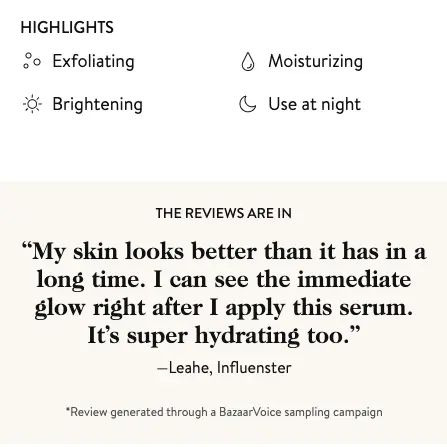 HIGHLIGHTS
Exfoliating
Moisturizing
Brightening
Use at night
THE REVIEWS ARE IN
“My skin looks better than it has in a
long time. I can see the immediate
glow right after I apply this serum.
It’s super hydrating too.”
—Leahe, Influenster
*Review generated through a BazaarVoice sampling campaign